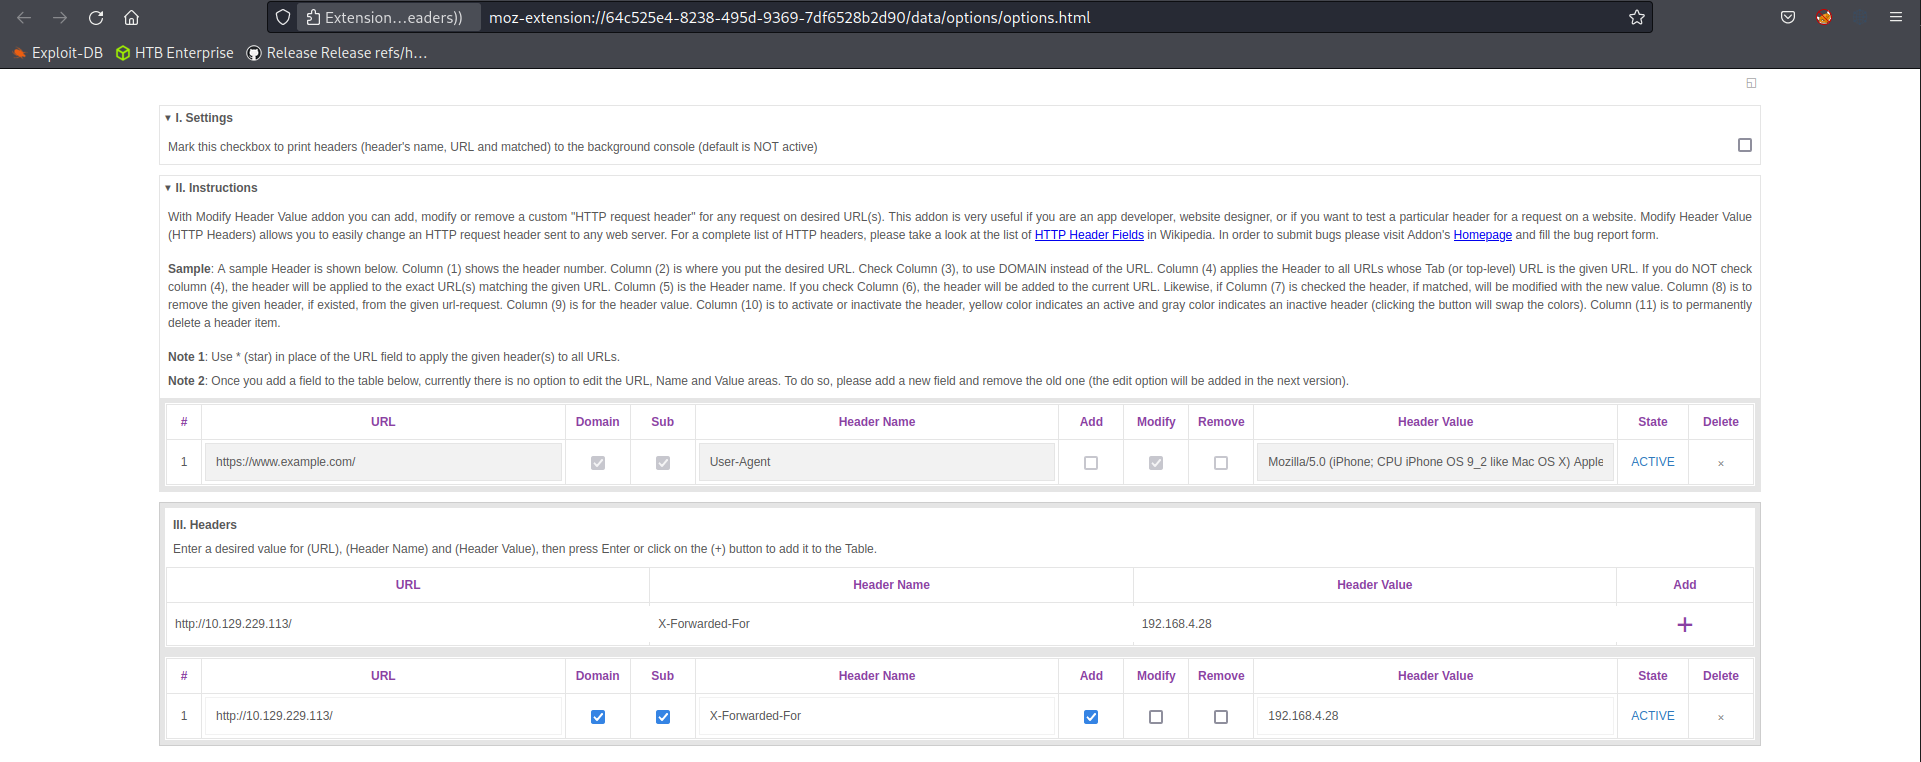 Extension…eaders)) moz-extension://64c525e4-8238-495d-9369-7df6528b2d90/data/options/options.html
Exploit-DB HTB Enterprise Release Release refs/h…
▾ I. Settings
Mark this checkbox to print headers (header's name, URL and matched) to the background console (default is NOT active)
▾ II. Instructions
With Modify Header Value addon you can add, modify or remove a custom "HTTP request header" for any request on desired URL(s). This addon is very useful if you are an app developer, website designer, or if you want to test a particular header for a request on a website. Modify Header Value
(HTTP Headers) allows you to easily change an HTTP request header sent to any web server. For a complete list of HTTP headers, please take a look at the list of HTTP Header Fields in Wikipedia. In order to submit bugs please visit Addon's Homepage and fill the bug report form.
Sample: A sample Header is shown below. Column (1) shows the header number. Column (2) is where you put the desired URL. Check Column (3), to use DOMAIN instead of the URL. Column (4) applies the Header to all URLs whose Tab (or top-level) URL is the given URL. If you do NOT check
column (4), the header will be applied to the exact URL(s) matching the given URL. Column (5) is the Header name. If you check Column (6), the header will be added to the current URL. Likewise, if Column (7) is checked the header, if matched, will be modified with the new value. Column (8) is to
remove the given header, if existed, from the given url-request. Column (9) is for the header value. Column (10) is to activate or inactivate the header, yellow color indicates an active and gray color indicates an inactive header (clicking the button will swap the colors). Column (11) is to permanently
delete a header item.
Note 1: Use * (star) in place of the URL field to apply the given header(s) to all URLs.
Note 2: Once you add a field to the table below, currently there is no option to edit the URL, Name and Value areas. To do so, please add a new field and remove the old one (the edit option will be added in the next version).
# URL Domain Sub Header Name Add Modify Remove Header Value State Delete
1 https://www.example.com/ User-Agent Mozilla/5.0 (iPhone; CPU iPhone OS 9_2 like Mac OS X) Apple ACTIVE ×
III. Headers
Enter a desired value for (URL), (Header Name) and (Header Value), then press Enter or click on the (+) button to add it to the Table.
URL Header Name Header Value Add
http://10.129.229.113/ X-Forwarded-For 192.168.4.28 +
# URL Domain Sub Header Name Add Modify Remove Header Value State Delete
1 http://10.129.229.113/ X-Forwarded-For 192.168.4.28 ACTIVE ×